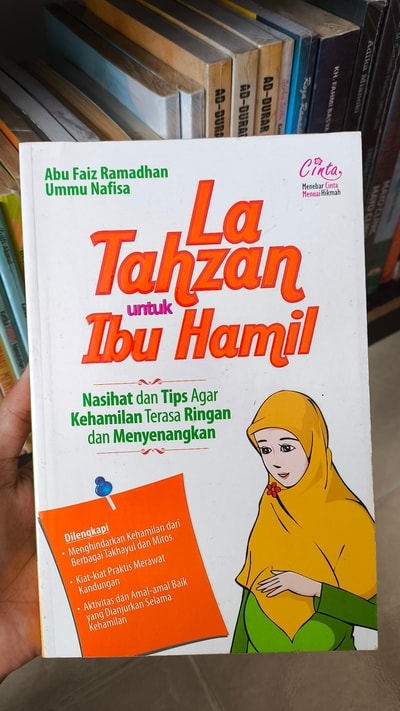 Abu Faiz Ramadhan
Ummu Nafisa
Cinta
Menebar Cinta
Menuai Hikmah
La
Tahzan
untuk
Ibu Hamil
Nasihat dan Tips Agar
Kehamilan Terasa Ringan
dan Menyenangkan
Dilengkapi
• Menghindarkan Kehamilan dari
Berbagai Takhayul dan Mitos
• Kiat-kiat Praktis Merawat
Kandungan
• Aktivitas dan Amal-amal Baik
yang Dianjurkan Selama
Kehamilan
AD-DURAR
AD-DURAR
AD-DURAR